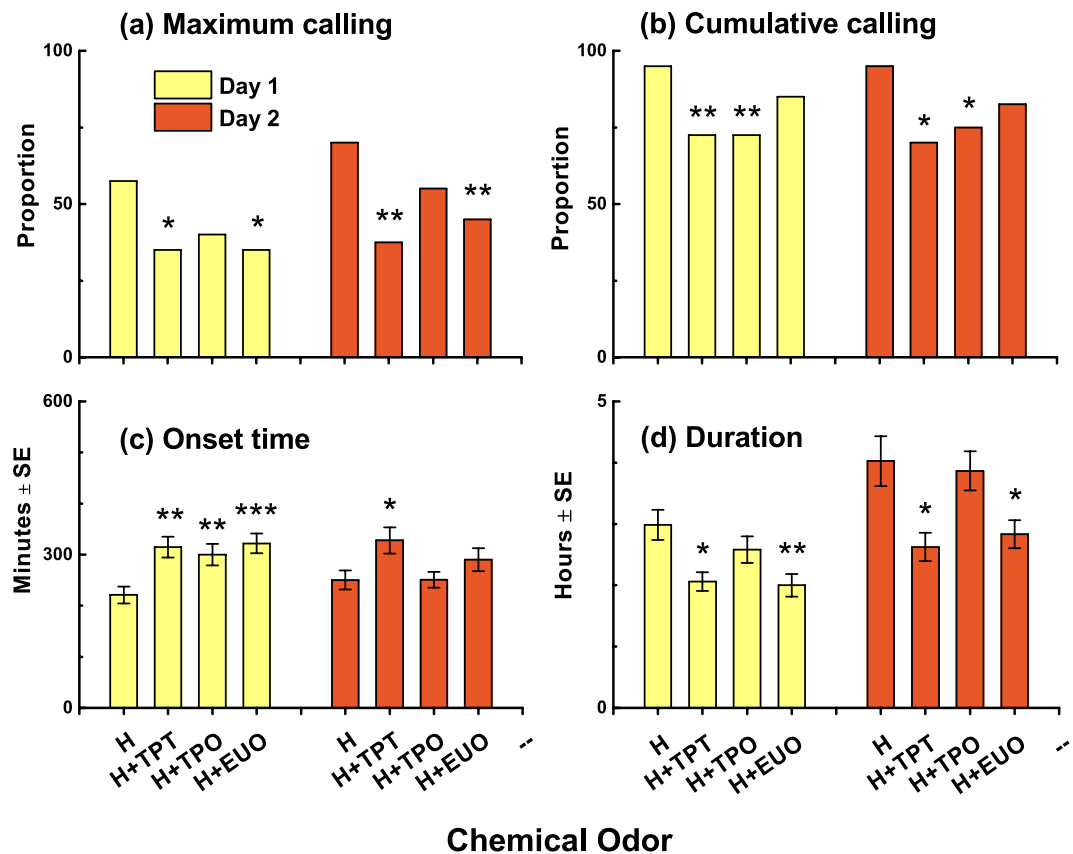 (a) Maximum calling
(b) Cumulative calling
100
50
0
Proportion
Day 1
Day 2
* * ** **
100
50
0
Proportion
** ** * *
(c) Onset time
(d) Duration
600
300
0
Minutes ± SE
** ** *** *
5
0
Hours ± SE
* ** * *
H H+TPT H+TPO H+EUO H H+TPT H+TPO H+EUO --
H H+TPT H+TPO H+EUO H H+TPT H+TPO H+EUO --
Chemical Odor